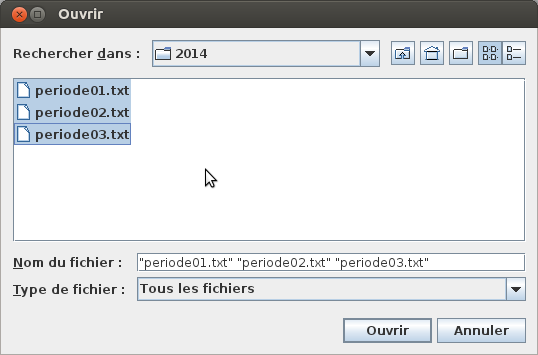 Ouvrir
Rechercher dans : 2014
periode01.txt
periode02.txt
periode03.txt
Nom du fichier : "periode01.txt" "periode02.txt" "periode03.txt"
Type de fichier : Tous les fichiers
Ouvrir Annuler